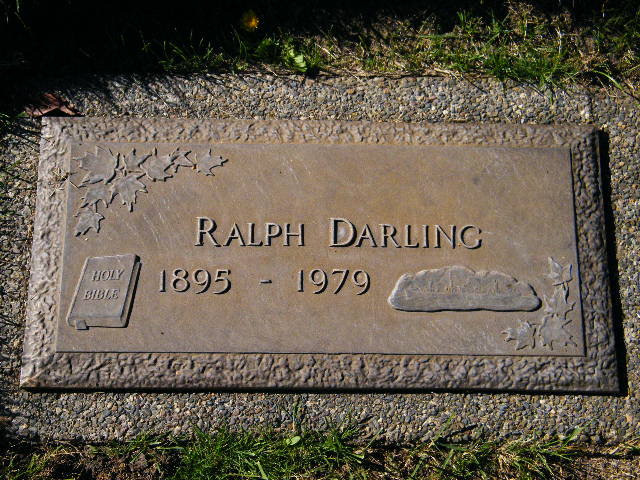 RALPH DARLING
HOLY
BIBLE
1895 - 1979